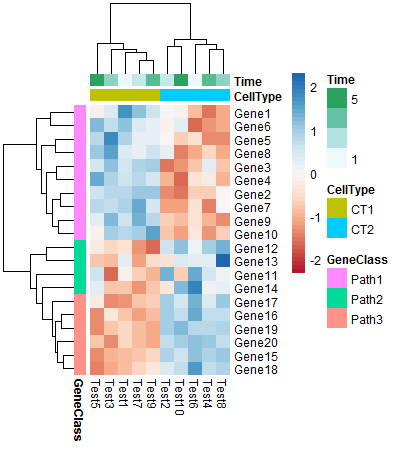 Time
CellType
Gene1
Gene6
Gene5
Gene8
Gene3
Gene4
Gene2
Gene7
Gene9
Gene10
Gene12
Gene13
Gene11
Gene14
Gene17
Gene16
Gene19
Gene20
Gene15
Gene18
GeneClass
Test5
Test3
Test1
Test7
Test9
Test2
Test10
Test6
Test4
Test8
2
1
0
-1
-2
Time
5
1
CellType
CT1
CT2
GeneClass
Path1
Path2
Path3